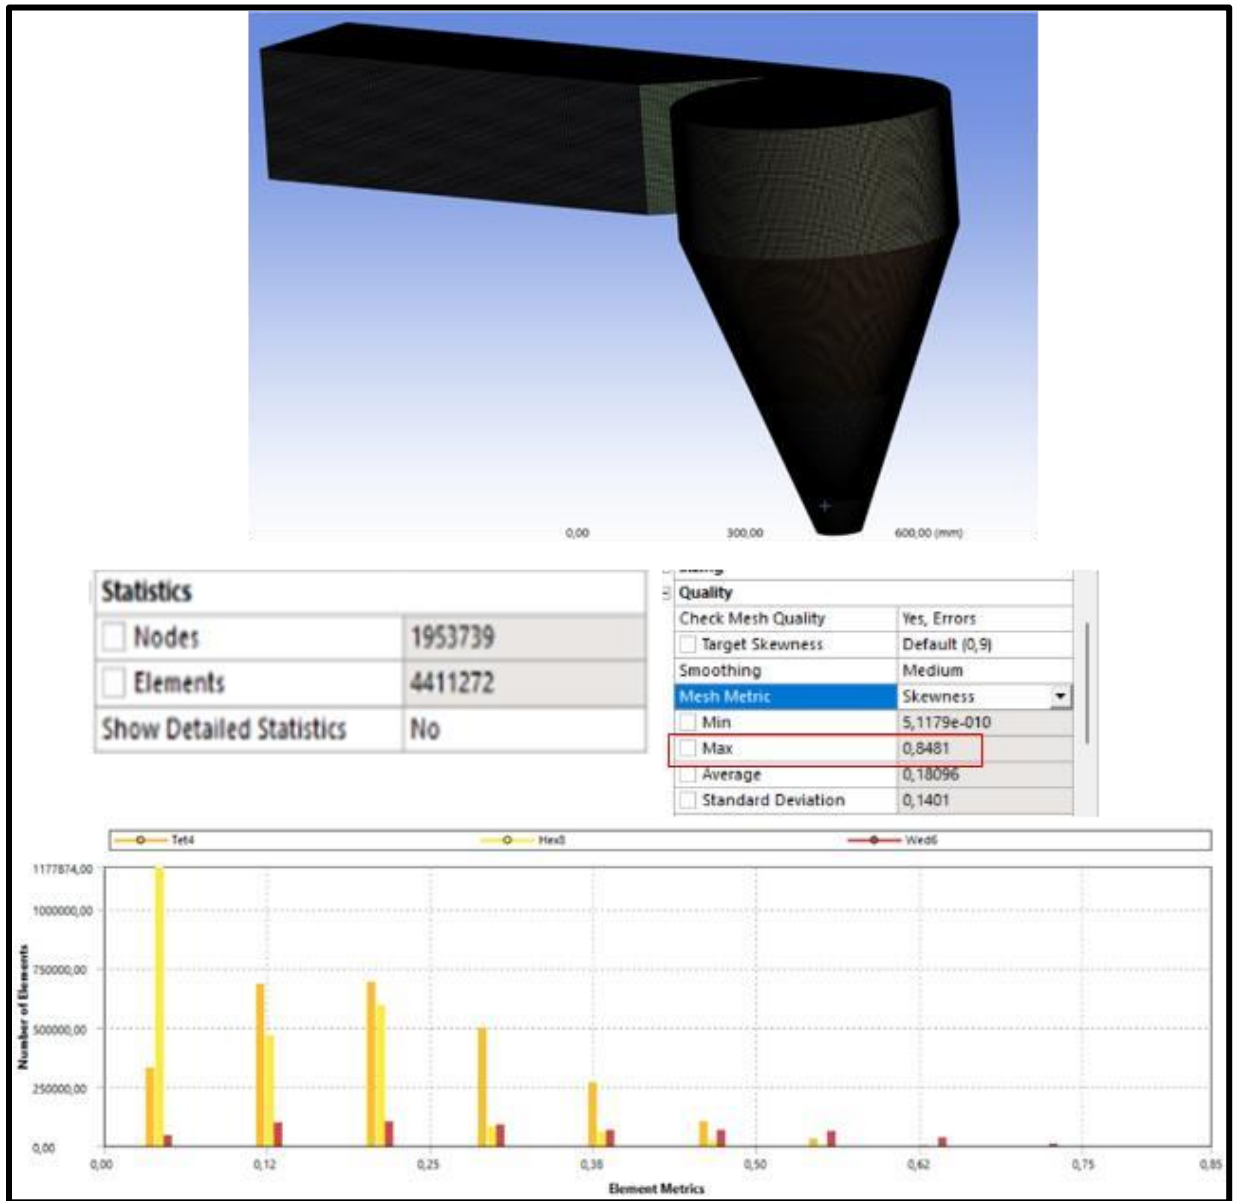 0,00 300,00 600,00 (mm)
Statistics
Nodes 1953739
Elements 4411272
Show Detailed Statistics No
Quality
Check Mesh Quality Yes, Errors
Target Skewness Default (0,9)
Smoothing Medium
Mesh Metric Skewness
Min 5,1179e-010
Max 0,8481
Average 0,18096
Standard Deviation 0,1401
Tet4 Hex8 Wed6
1177874,00
1000000,00
750000,00
500000,00
250000,00
0,00
Number of Elements
0,00 0,12 0,25 0,38 0,50 0,62 0,75 0,85
Element Metrics